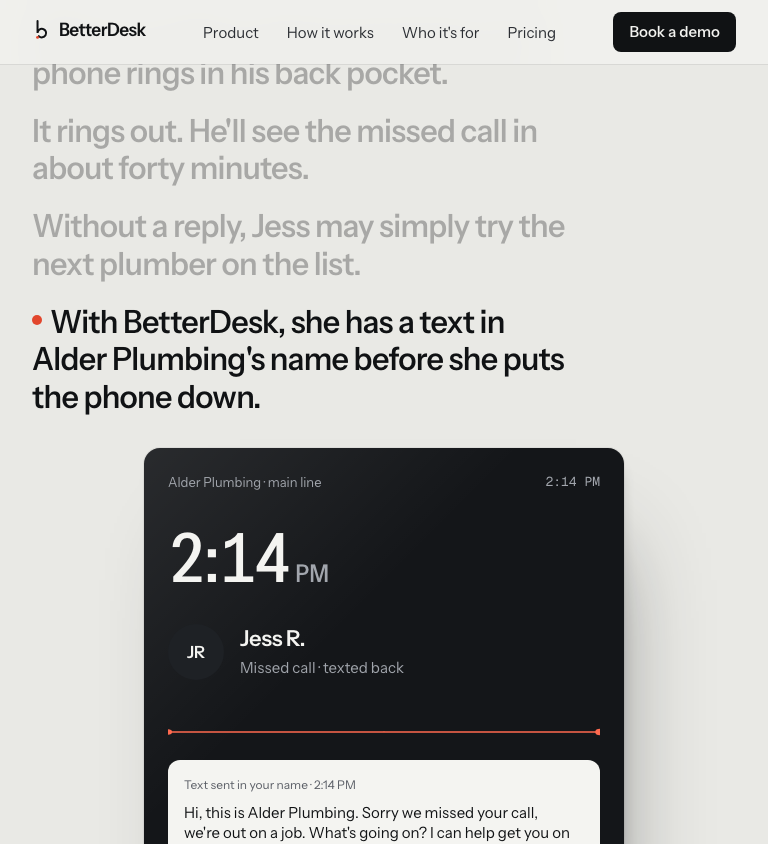 BetterDesk
Product
How it works
Who it's for
Pricing
Book a demo
phone rings in his back pocket.
It rings out. He'll see the missed call in
about forty minutes.
Without a reply, Jess may simply try the
next plumber on the list.
With BetterDesk, she has a text in
Alder Plumbing's name before she puts
the phone down.
Alder Plumbing · main line
2:14 PM
2:14 PM
JR
Jess R.
Missed call · texted back
Text sent in your name · 2:14 PM
Hi, this is Alder Plumbing. Sorry we missed your call,
we're out on a job. What's going on? I can help get you on